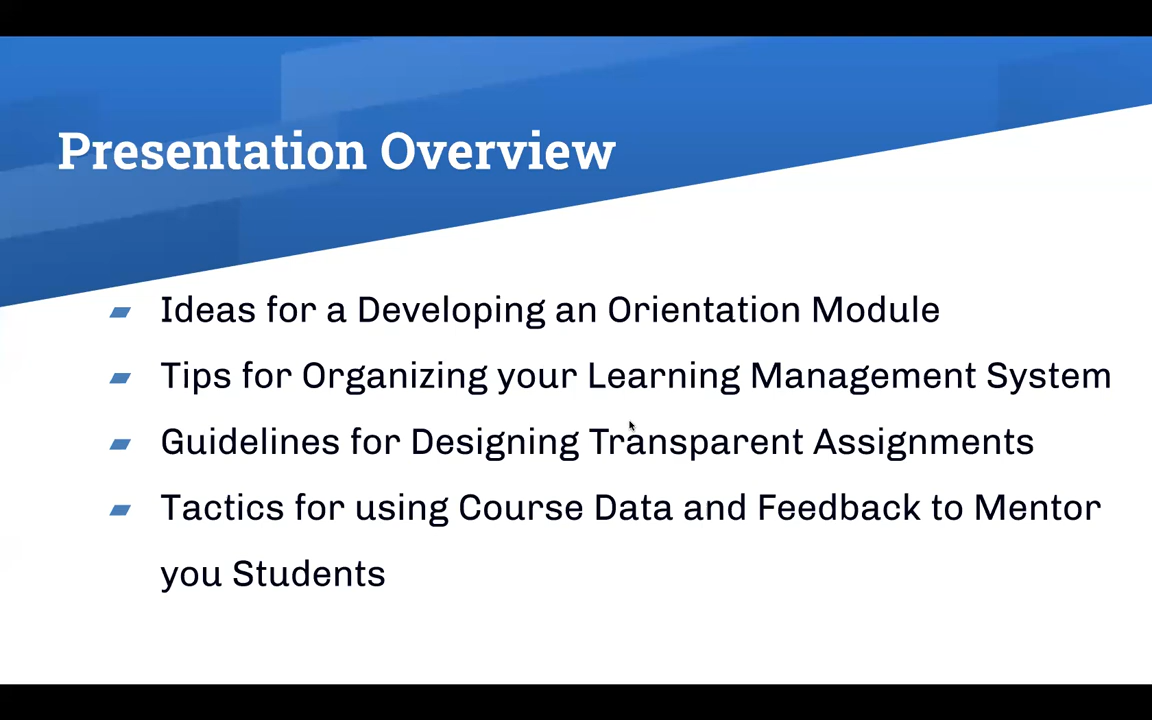 Presentation Overview
Ideas for a Developing an Orientation Module
Tips for Organizing your Learning Management System
Guidelines for Designing Transparent Assignments
Tactics for using Course Data and Feedback to Mentor
you Students